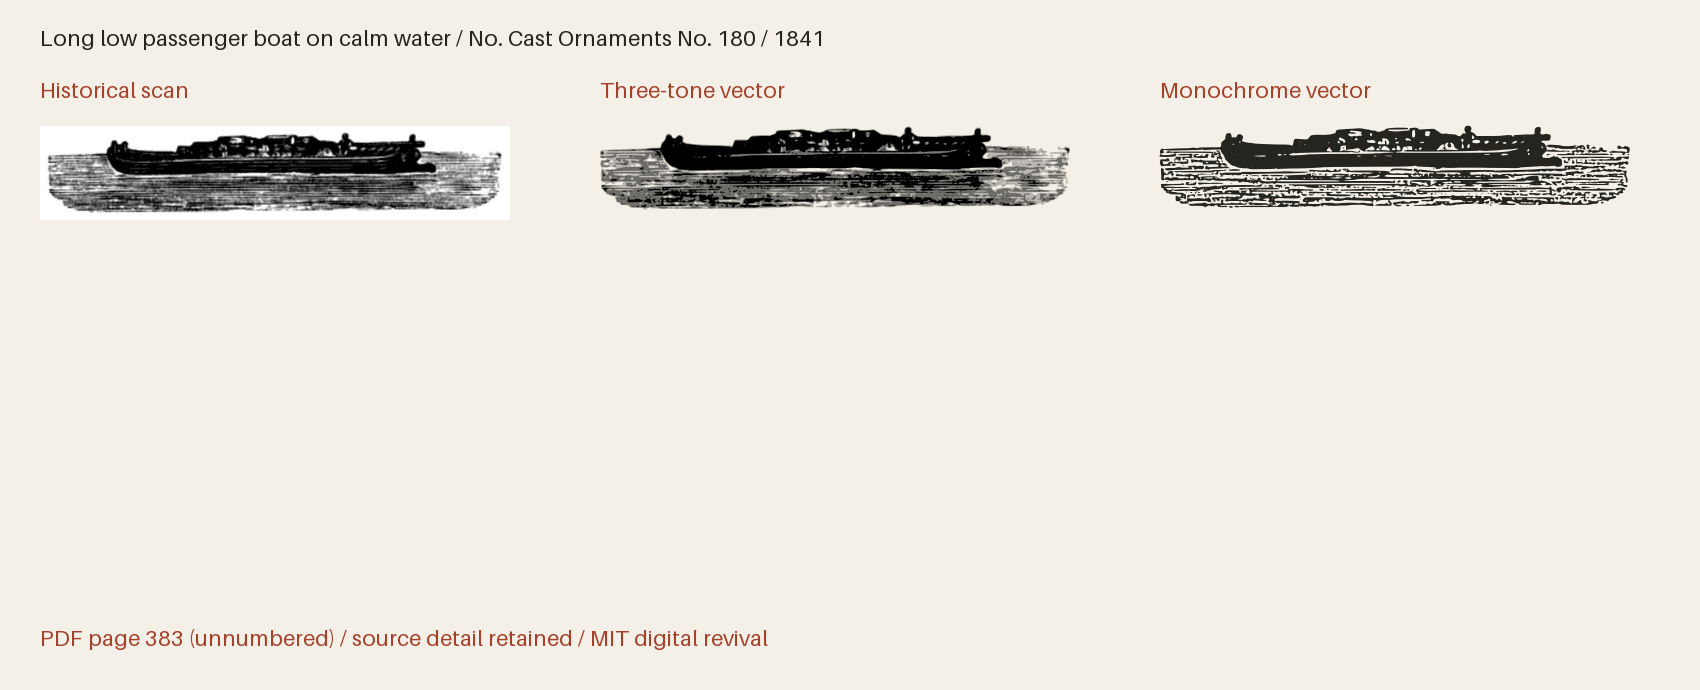 Long low passenger boat on calm water / No. Cast Ornaments No. 180 / 1841
Historical scan
Three-tone vector
Monochrome vector
PDF page 383 (unnumbered) / source detail retained / MIT digital revival